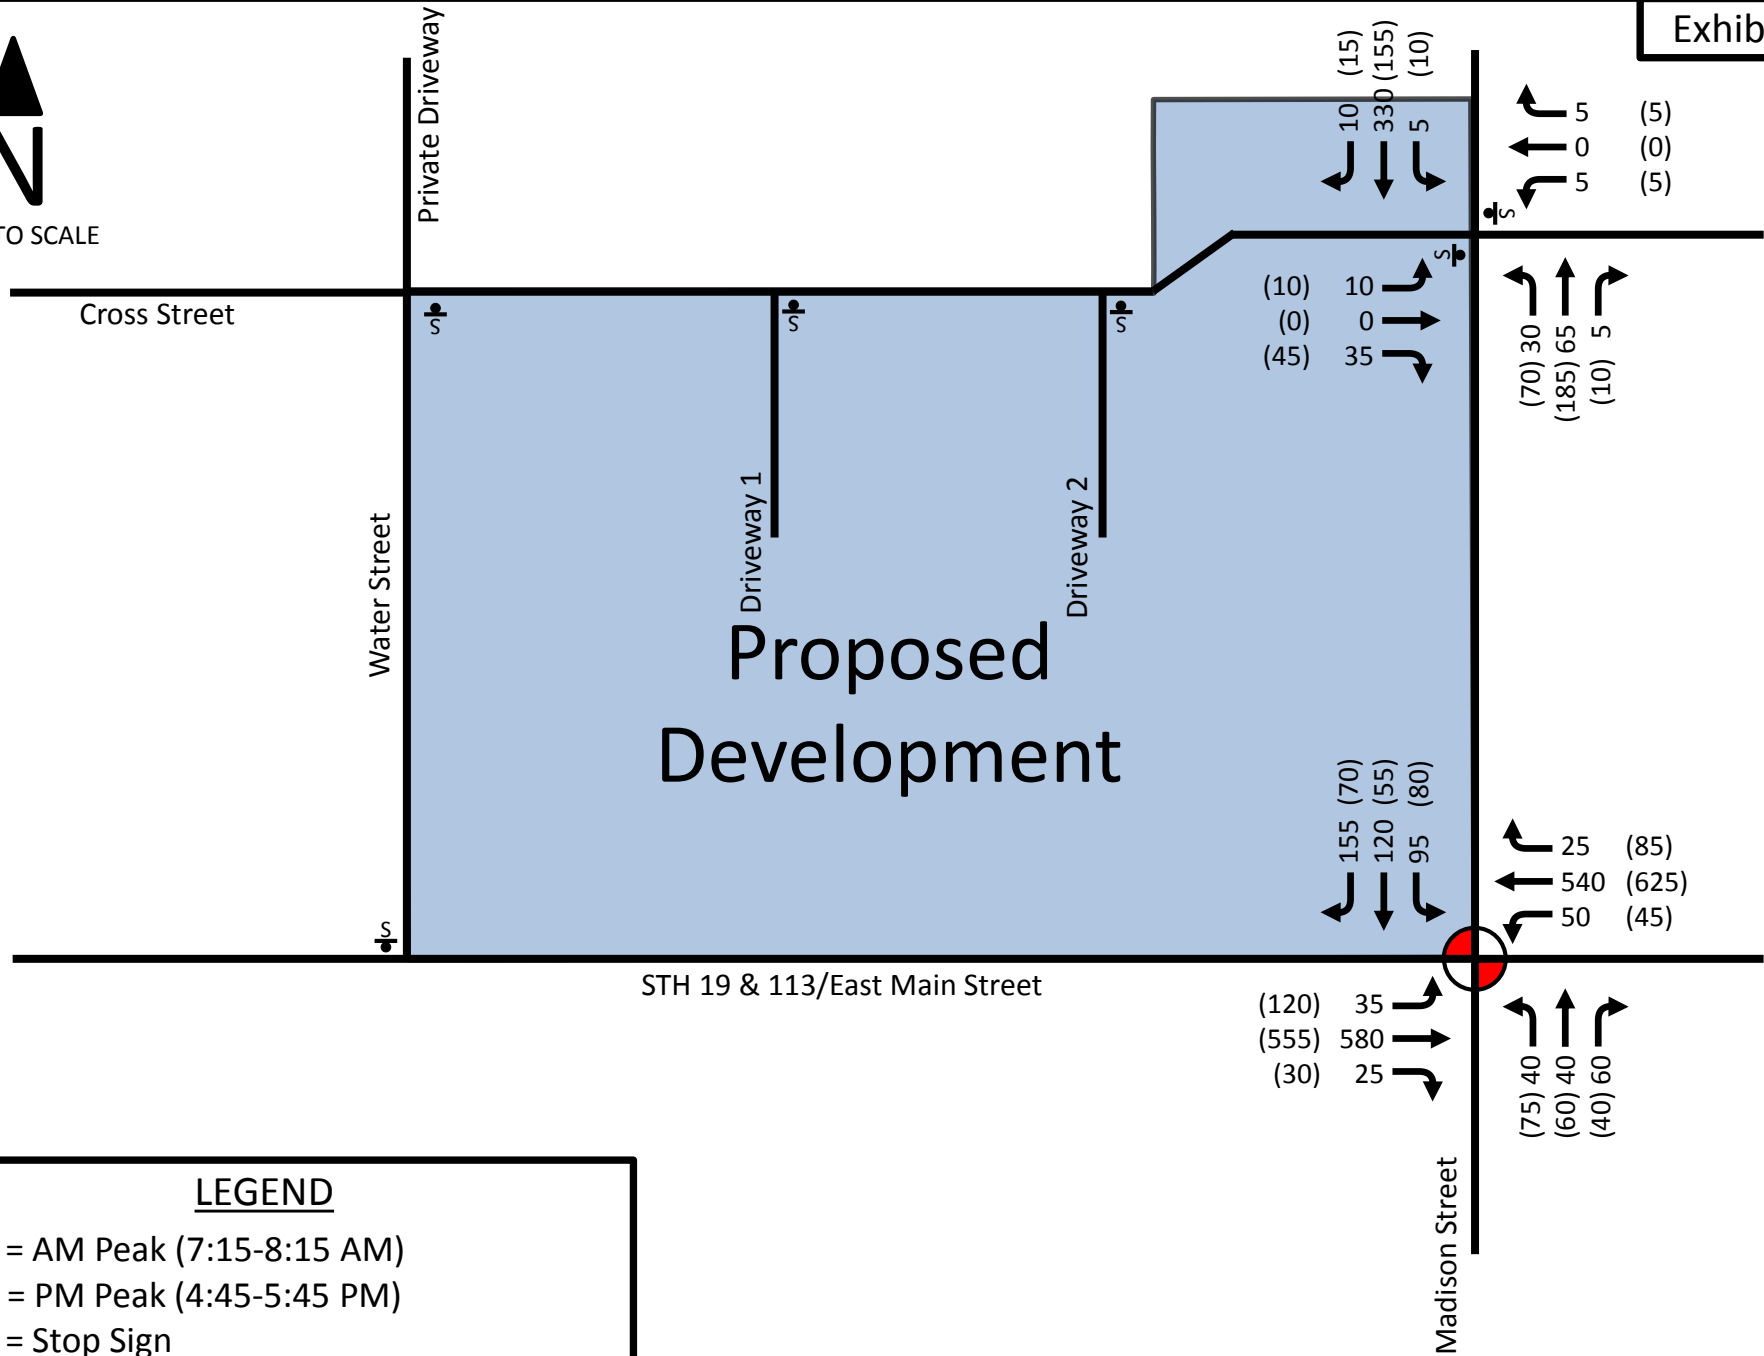 Exhib
N
TO SCALE
Private Driveway
10 (15)
330 (155)
5 (10)
5 (5)
0 (0)
5 (5)
S
S
Cross Street
S
S
S
(10) 10
(0) 0
(45) 35
(70) 30
(185) 65
(10) 5
Water Street
Driveway 1
Driveway 2
Proposed
Development
155 (70)
120 (55)
95 (80)
25 (85)
540 (625)
50 (45)
S
STH 19 & 113/East Main Street
(120) 35
(555) 580
(30) 25
(75) 40
(60) 40
(40) 60
Madison Street
LEGEND
= AM Peak (7:15-8:15 AM)
= PM Peak (4:45-5:45 PM)
= Stop Sign